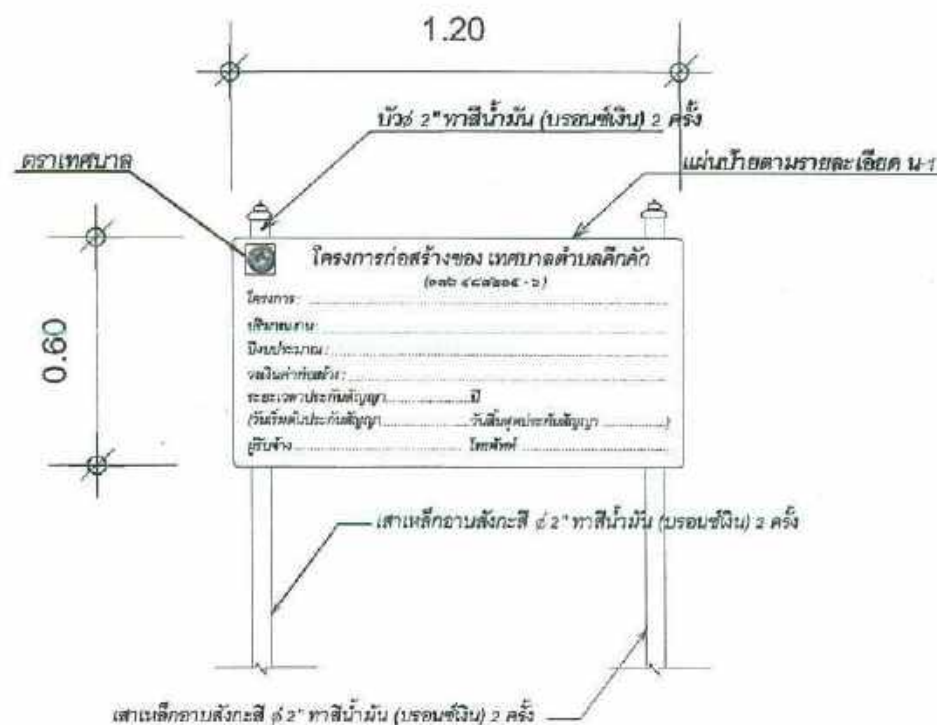 1.20
บัวϕ 2" ทาสีน้ำมัน (บรอนซ์เงิน) 2 ครั้ง
ตราเทศบาล
แผ่นป้ายตามรายละเอียด น-1
0.60
โครงการก่อสร้างของ เทศบาลตำบลคึกคัก
(๐๗๖ ๔๘๗๒๐๕ - ๖)
โครงการ:
ปริมาณงาน:
ปีงบประมาณ:
วงเงินค่าก่อสร้าง:
ระยะเวลาประกันสัญญา ปี
(วันเริ่มต้นประกันสัญญา วันสิ้นสุดประกันสัญญา )
ผู้รับจ้าง โทรศัพท์
เสาเหล็กอาบสังกะสี ϕ 2" ทาสีน้ำมัน (บรอนซ์เงิน) 2 ครั้ง
เสาเหล็กอาบสังกะสี ϕ 2" ทาสีน้ำมัน (บรอนซ์เงิน) 2 ครั้ง